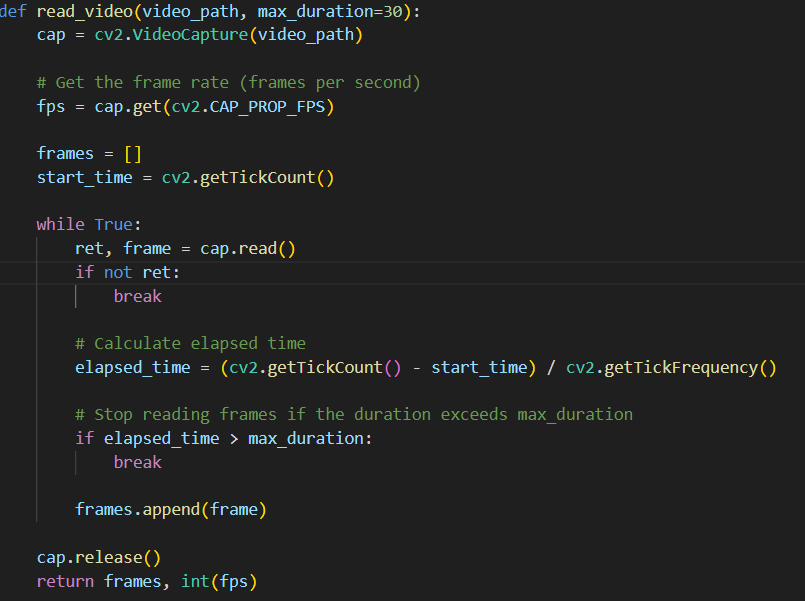 def read_video(video_path, max_duration=30):
    cap = cv2.VideoCapture(video_path)
    # Get the frame rate (frames per second)
    fps = cap.get(cv2.CAP_PROP_FPS)
    frames = []
    start_time = cv2.getTickCount()
    while True:
        ret, frame = cap.read()
        if not ret:
            break
        # Calculate elapsed time
        elapsed_time = (cv2.getTickCount() - start_time) / cv2.getTickFrequency()
        # Stop reading frames if the duration exceeds max_duration
        if elapsed_time > max_duration:
            break
        frames.append(frame)
    cap.release()
    return frames, int(fps)